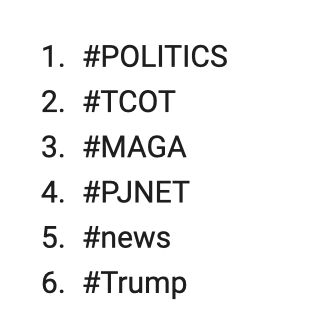 1. #POLITICS
2. #TCOT
3. #MAGA
4. #PJNET
5. #news
6. #Trump